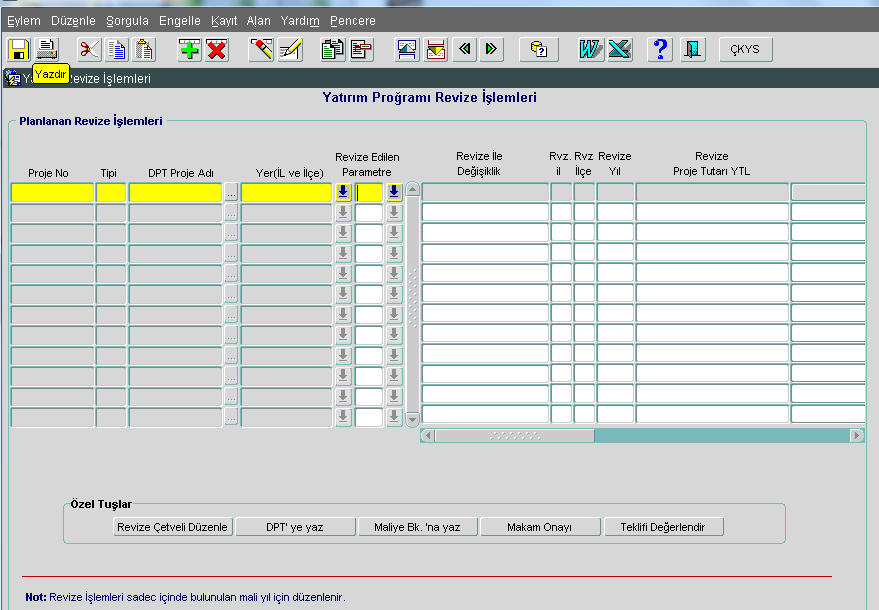 Eylem Düzenle Sorgula Engelle Kayıt Alan Yardım Pencere
ÇKYS
Yazdır
Revize İşlemleri
Yatırım Proğramı Revize İşlemleri
Planlanan Revize İşlemleri
Proje No Tipi DPT Proje Adı Yer(İL ve İlçe) Revize Edilen Parametre Revize İle Değişiklik Rvz. il Rvz İlçe Revize Yıl Revize Proje Tutarı YTL
Özel Tuşlar
Revize Çetveli Düzenle DPT' ye yaz Maliye Bk. 'na yaz Makam Onayı Teklifi Değerlendir
Not: Revize İşlemleri sadec içinde bulunulan mali yıl için düzenlenir.